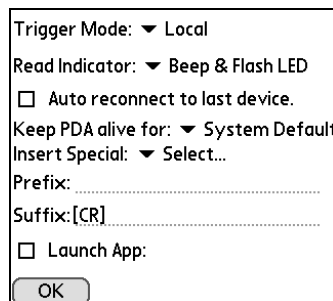 Trigger Mode: Local
Read Indicator: Beep & Flash LED
Auto reconnect to last device.
Keep PDA alive for: System Default
Insert Special: Select...
Prefix:
Suffix:[CR]
Launch App:
OK